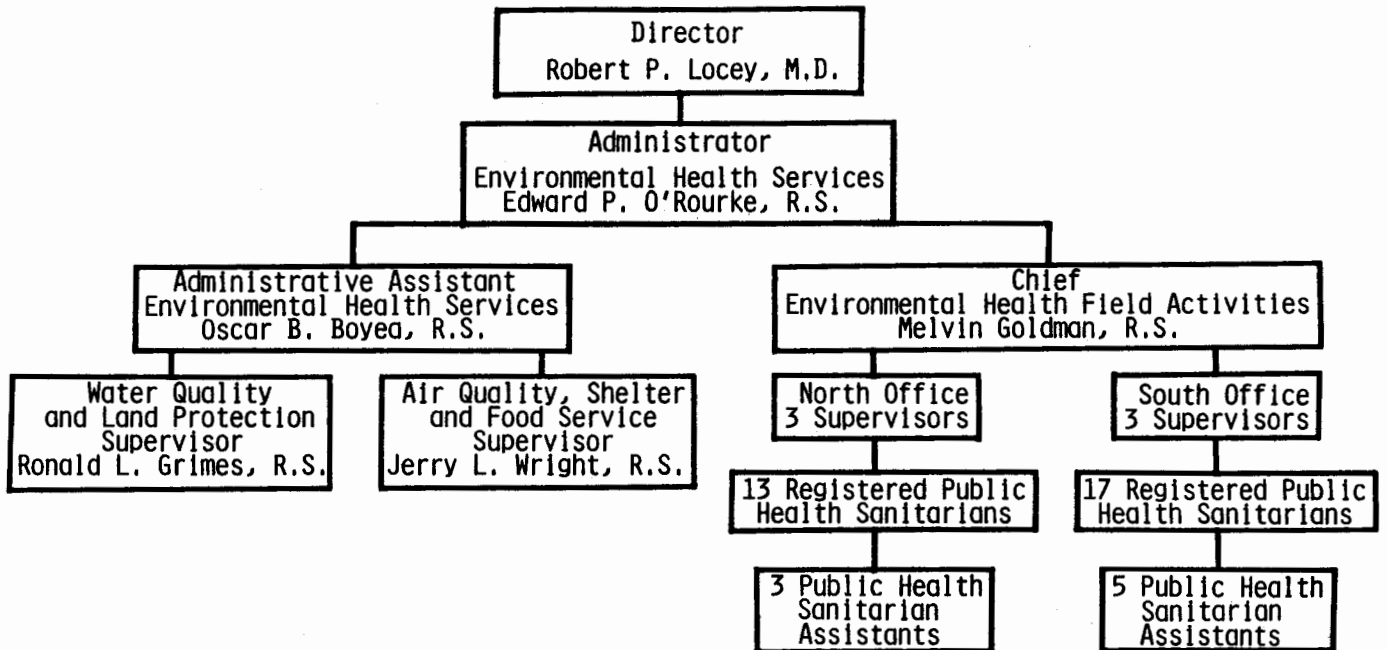 Director
Robert P. Locey, M.D.
Administrator
Environmental Health Services
Edward P. O'Rourke, R.S.
Administrative Assistant
Environmental Health Services
Oscar B. Boyea, R.S.
Chief
Environmental Health Field Activities
Melvin Goldman, R.S.
Water Quality
and Land Protection
Supervisor
Ronald L. Grimes, R.S.
Air Quality, Shelter
and Food Service
Supervisor
Jerry L. Wright, R.S.
North Office
3 Supervisors
South Office
3 Supervisors
13 Registered Public
Health Sanitarians
17 Registered Public
Health Sanitarians
3 Public Health
Sanitarian
Assistants
5 Public Health
Sanitarian
Assistants